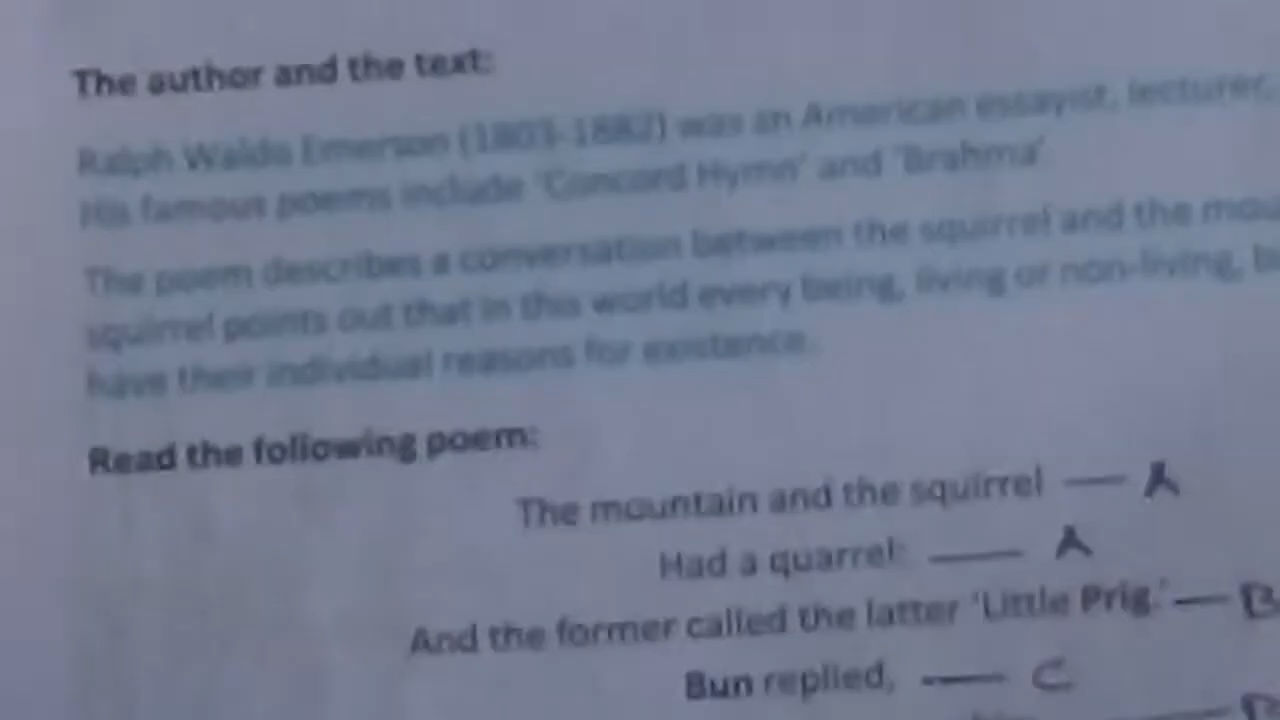 The author and the text:
Ralph Waldo Emerson (1803-1882) was an American essayist, lecturer,
His famous poems include 'Concord Hymn' and 'Brahma'
The poem describes a conversation between the squirrel and the
squirrel points out that in this world every being, living or non-living,
have their individual reasons for existence.
Read the following poem:
The mountain and the squirrel — A
Had a quarrel: — A
And the former called the latter 'Little Prig.' — B
Bun replied, — C